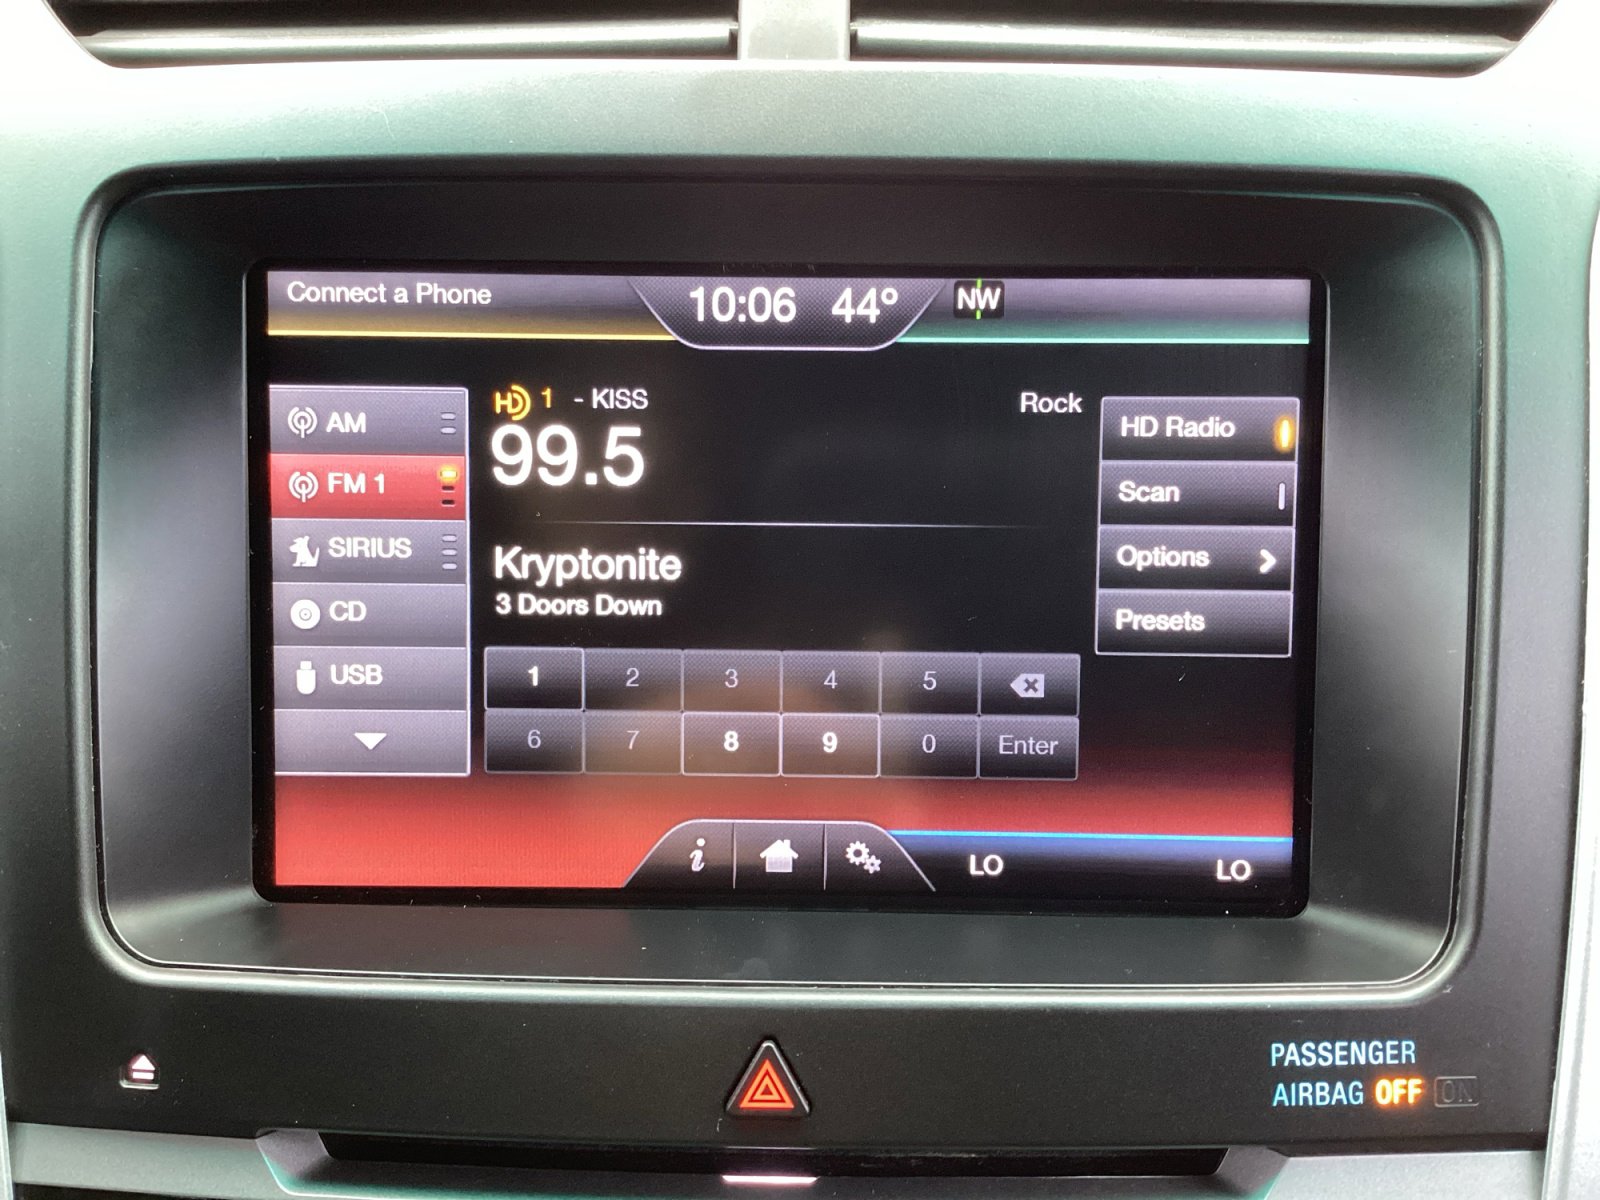 Connect a Phone
10:06 44° NW
AM
FM 1
SIRIUS
CD
USB
HD 1 - KISS
Rock
99.5
Kryptonite
3 Doors Down
1 2 3 4 5
6 7 8 9 0 Enter
HD Radio
Scan
Options
Presets
i
LO
LO
PASSENGER
AIRBAG OFF ON